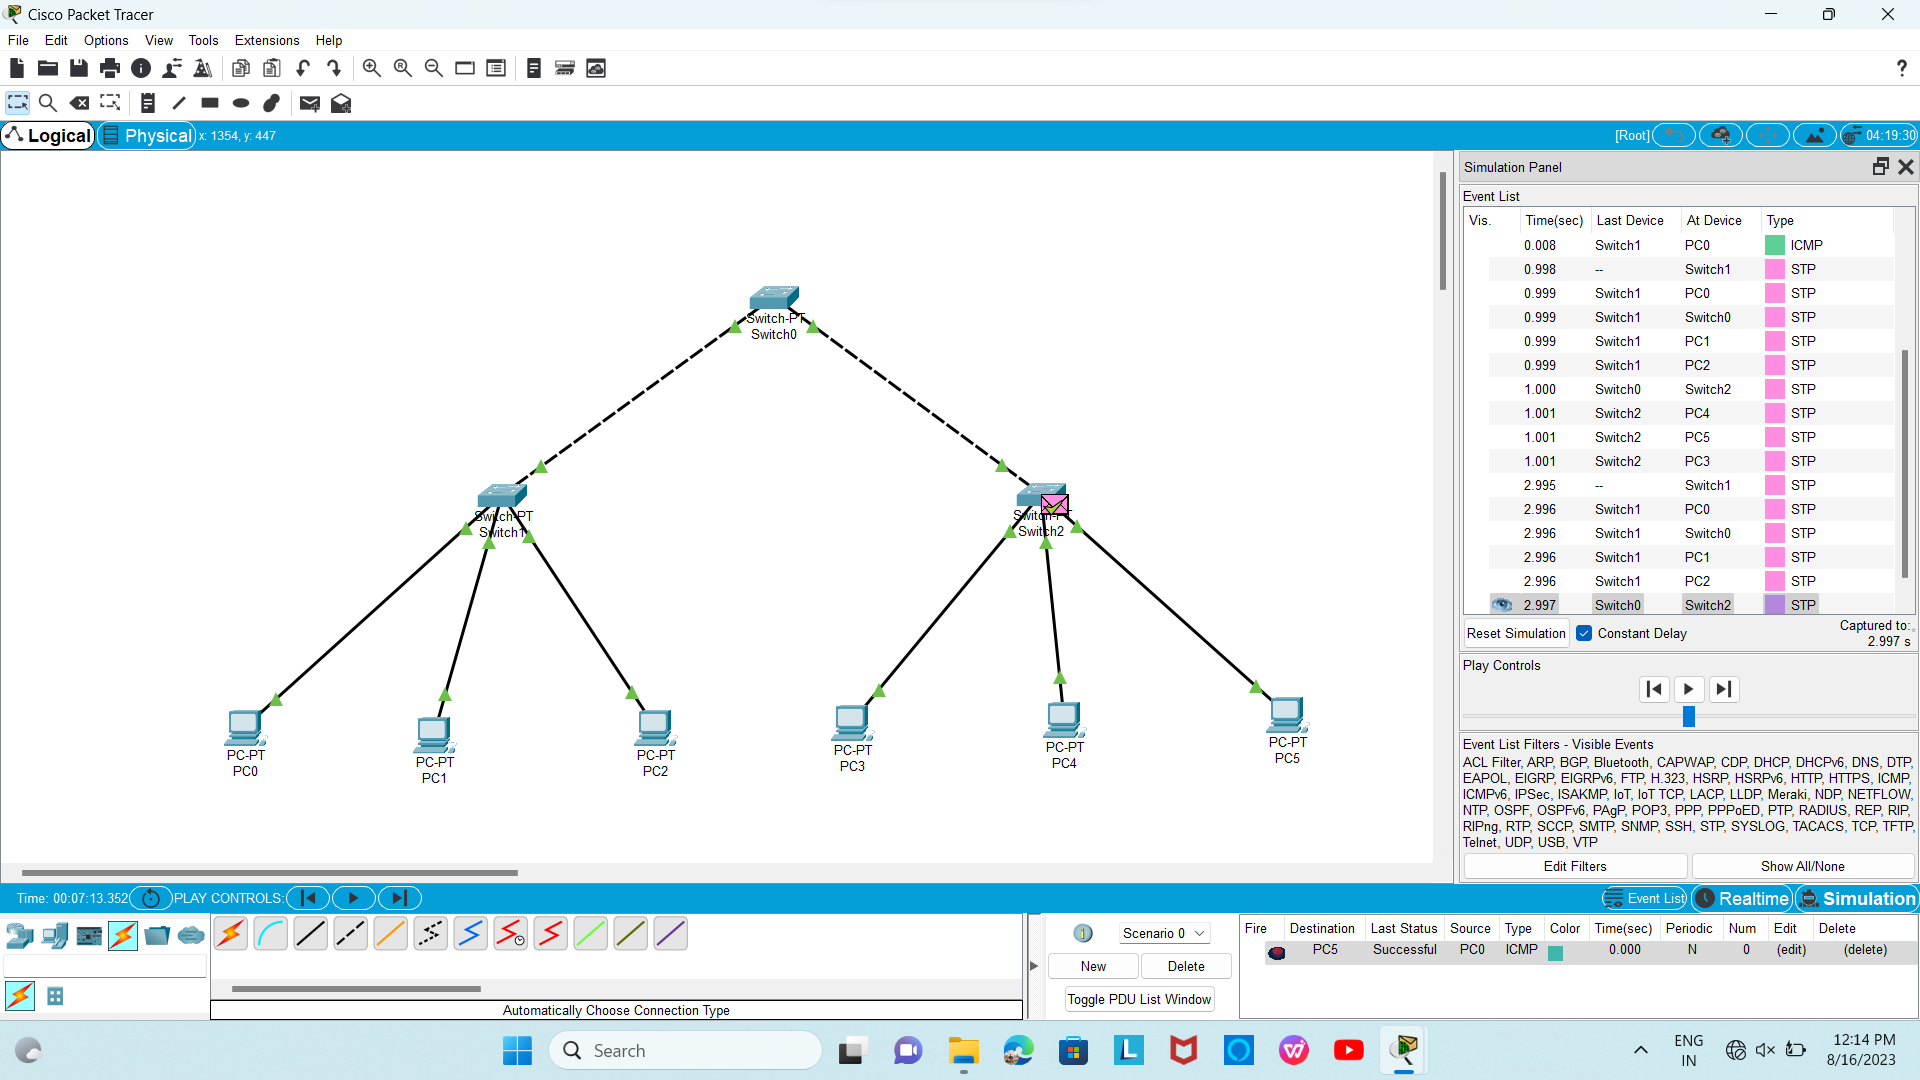 Cisco Packet Tracer
File Edit Options View Tools Extensions Help
Logical Physical x: 1354, y: 447 [Root] 04:19:30
Switch-PT
Switch0
Switch-PT
Switch1
Switch-PT
Switch2
PC-PT
PC0
PC-PT
PC1
PC-PT
PC2
PC-PT
PC3
PC-PT
PC4
PC-PT
PC5
Simulation Panel
Event List
Vis. Time(sec) Last Device At Device Type
0.008 Switch1 PC0 ICMP
0.998 -- Switch1 STP
0.999 Switch1 PC0 STP
0.999 Switch1 Switch0 STP
0.999 Switch1 PC1 STP
0.999 Switch1 PC2 STP
1.000 Switch0 Switch2 STP
1.001 Switch2 PC4 STP
1.001 Switch2 PC5 STP
1.001 Switch2 PC3 STP
2.995 -- Switch1 STP
2.996 Switch1 PC0 STP
2.996 Switch1 Switch0 STP
2.996 Switch1 PC1 STP
2.996 Switch1 PC2 STP
2.997 Switch0 Switch2 STP
Reset Simulation Constant Delay Captured to:
2.997 s
Play Controls
Event List Filters - Visible Events
ACL Filter, ARP, BGP, Bluetooth, CAPWAP, CDP, DHCP, DHCPv6, DNS, DTP,
EAPOL, EIGRP, EIGRPv6, FTP, H.323, HSRP, HSRPv6, HTTP, HTTPS, ICMP,
ICMPv6, IPSec, ISAKMP, IoT, IoT TCP, LACP, LLDP, Meraki, NDP, NETFLOW,
NTP, OSPF, OSPFv6, PAgP, POP3, PPP, PPPoED, PTP, RADIUS, REP, RIP,
RIPng, RTP, SCCP, SMTP, SNMP, SSH, STP, SYSLOG, TACACS, TCP, TFTP,
Telnet, UDP, USB, VTP
Edit Filters Show All/None
Time: 00:07:13.352 PLAY CONTROLS: Event List Realtime Simulation
Automatically Choose Connection Type
Scenario 0
New Delete
Toggle PDU List Window
Fire Destination Last Status Source Type Color Time(sec) Periodic Num Edit Delete
PC5 Successful PC0 ICMP 0.000 N 0 (edit) (delete)
Search
ENG
IN
12:14 PM
8/16/2023